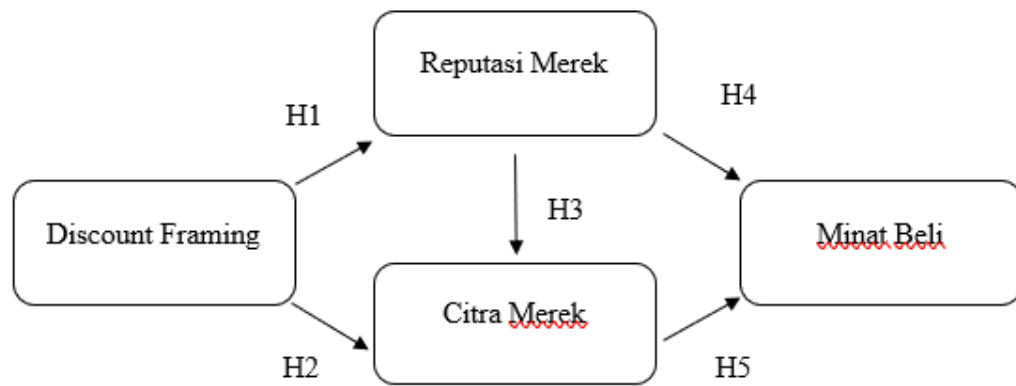 Reputasi Merek
H1
H4
Discount Framing
H3
Minat Beli
Citra Merek
H2
H5